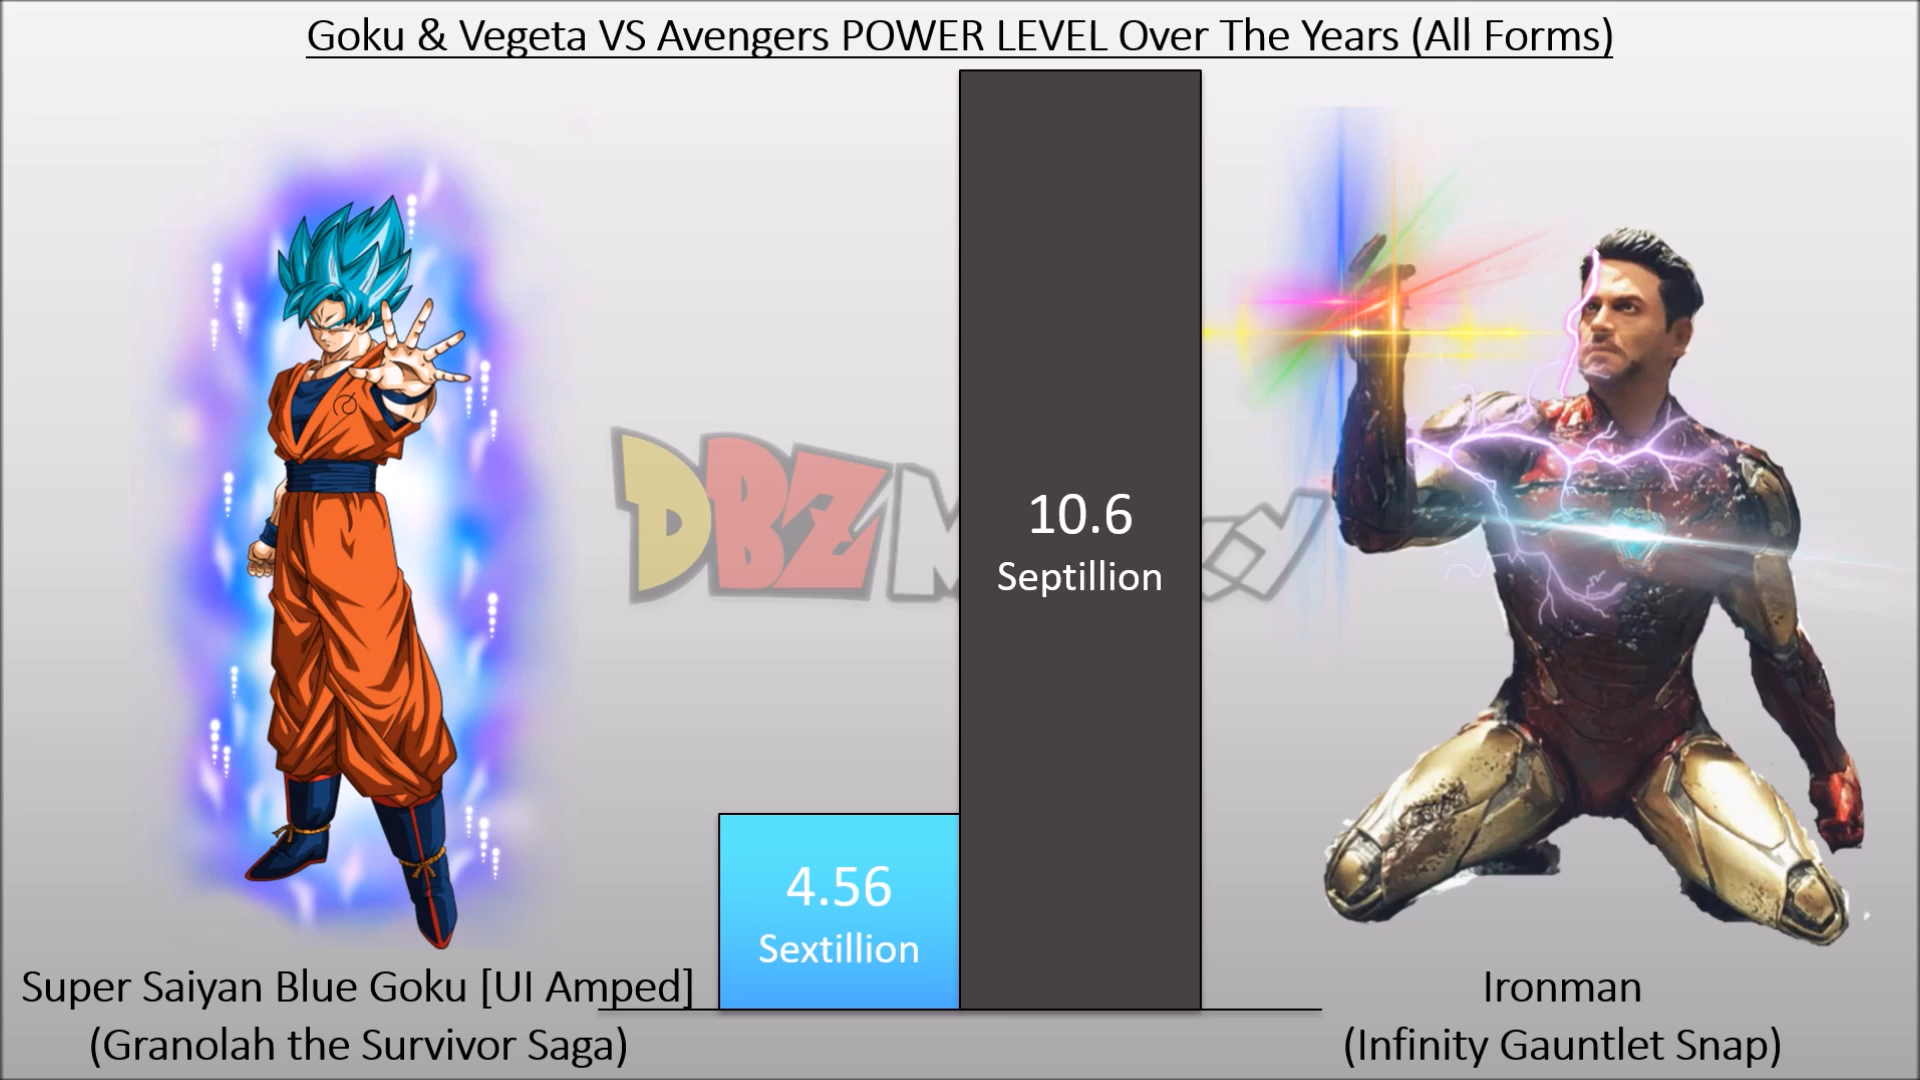 Goku & Vegeta VS Avengers POWER LEVEL Over The Years (All Forms)
DBZ
10.6
Septillion
4.56
Sextillion
Super Saiyan Blue Goku [UI Amped]
(Granolah the Survivor Saga)
Ironman
(Infinity Gauntlet Snap)